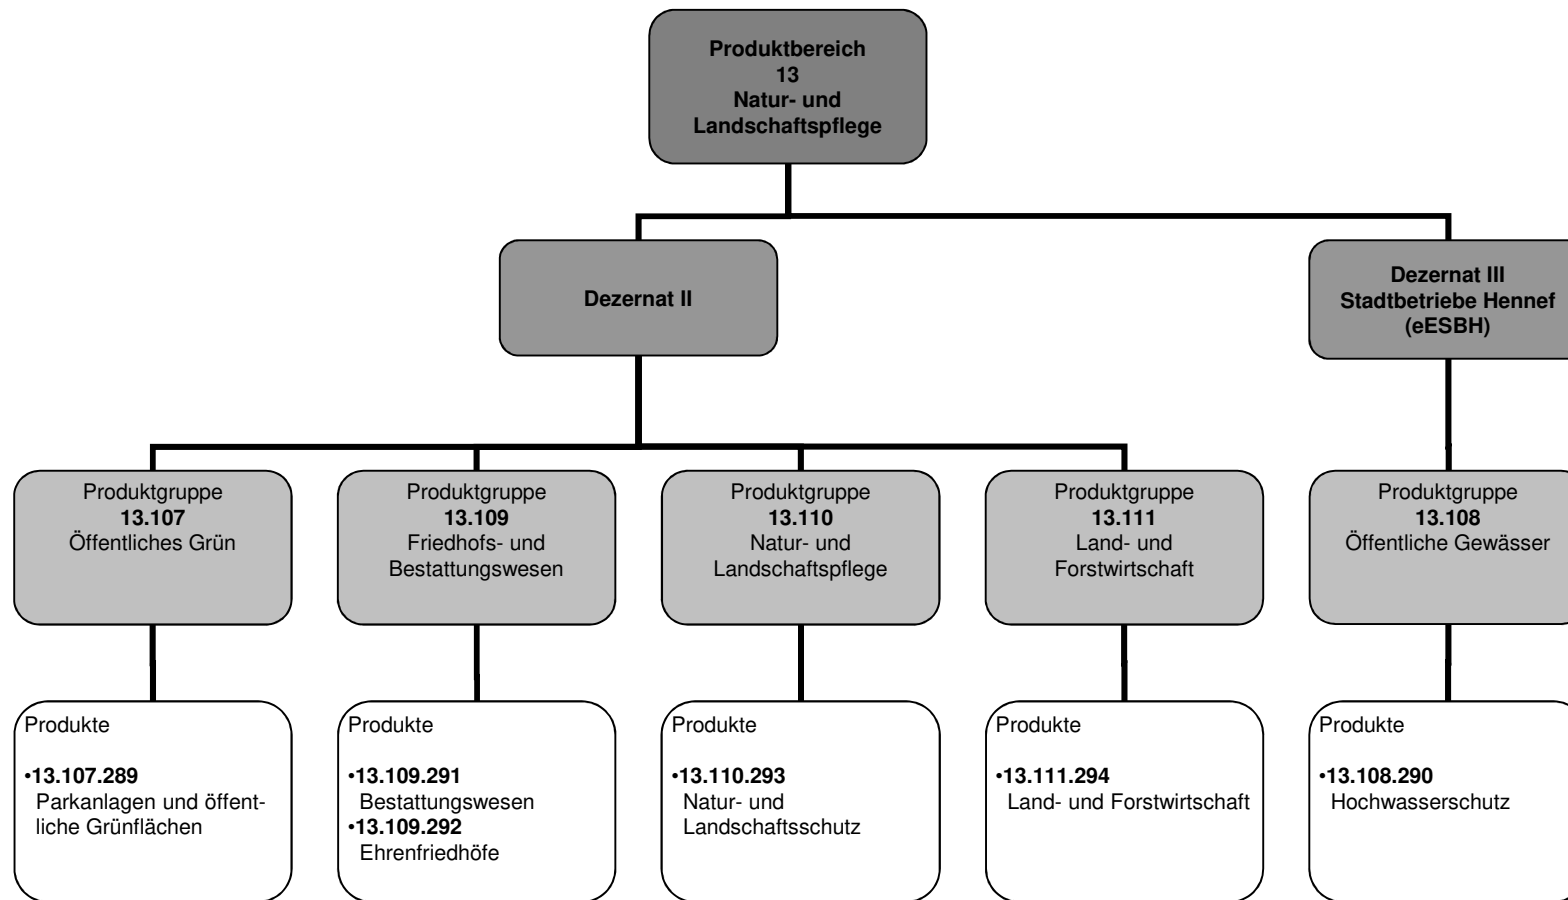 Produktbereich
13
Natur- und
Landschaftspflege
Dezernat II
Dezernat III
Stadtbetriebe Hennef
(eESBH)
Produktgruppe
13.107
Öffentliches Grün
Produktgruppe
13.109
Friedhofs- und
Bestattungswesen
Produktgruppe
13.110
Natur- und
Landschaftspflege
Produktgruppe
13.111
Land- und
Forstwirtschaft
Produktgruppe
13.108
Öffentliche Gewässer
Produkte
•13.107.289
Parkanlagen und öffent-
liche Grünflächen
Produkte
•13.109.291
Bestattungswesen
•13.109.292
Ehrenfriedhöfe
Produkte
•13.110.293
Natur- und
Landschaftsschutz
Produkte
•13.111.294
Land- und Forstwirtschaft
Produkte
•13.108.290
Hochwasserschutz